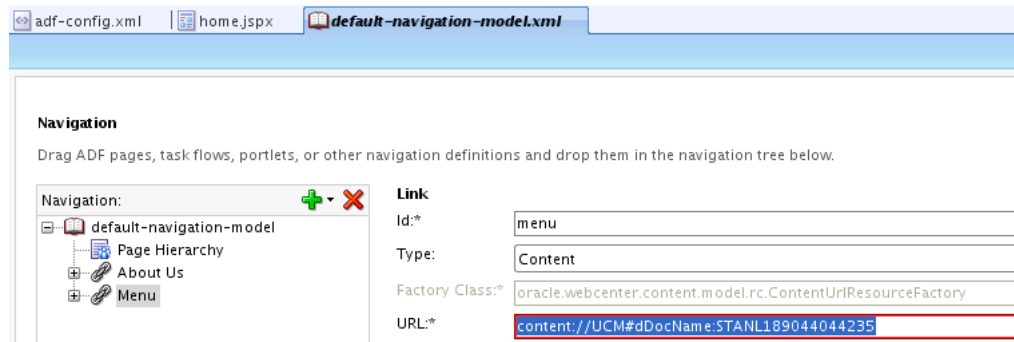 adf-config.xml home.jspx default-navigation-model.xml
Navigation
Drag ADF pages, task flows, portlets, or other navigation definitions and drop them in the navigation tree below.
Navigation:
default-navigation-model
Page Hierarchy
About Us
Menu
Link
Id:* menu
Type: Content
Factory Class:* oracle.webcenter.content.model.rc.ContentUrlResourceFactory
URL:* content://UCM#dDocName:STANL189044044235